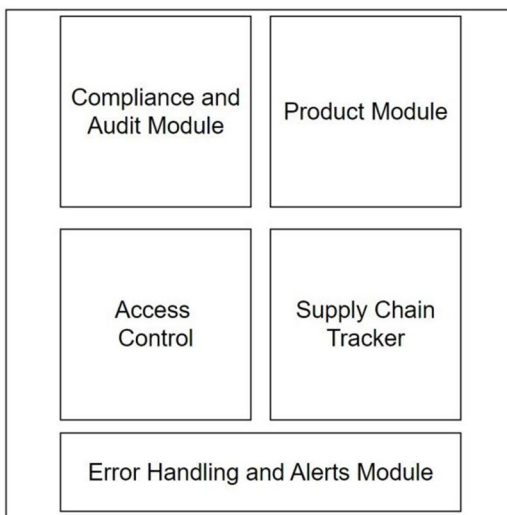 Compliance and
Audit Module
Product Module
Access
Control
Supply Chain
Tracker
Error Handling and Alerts Module